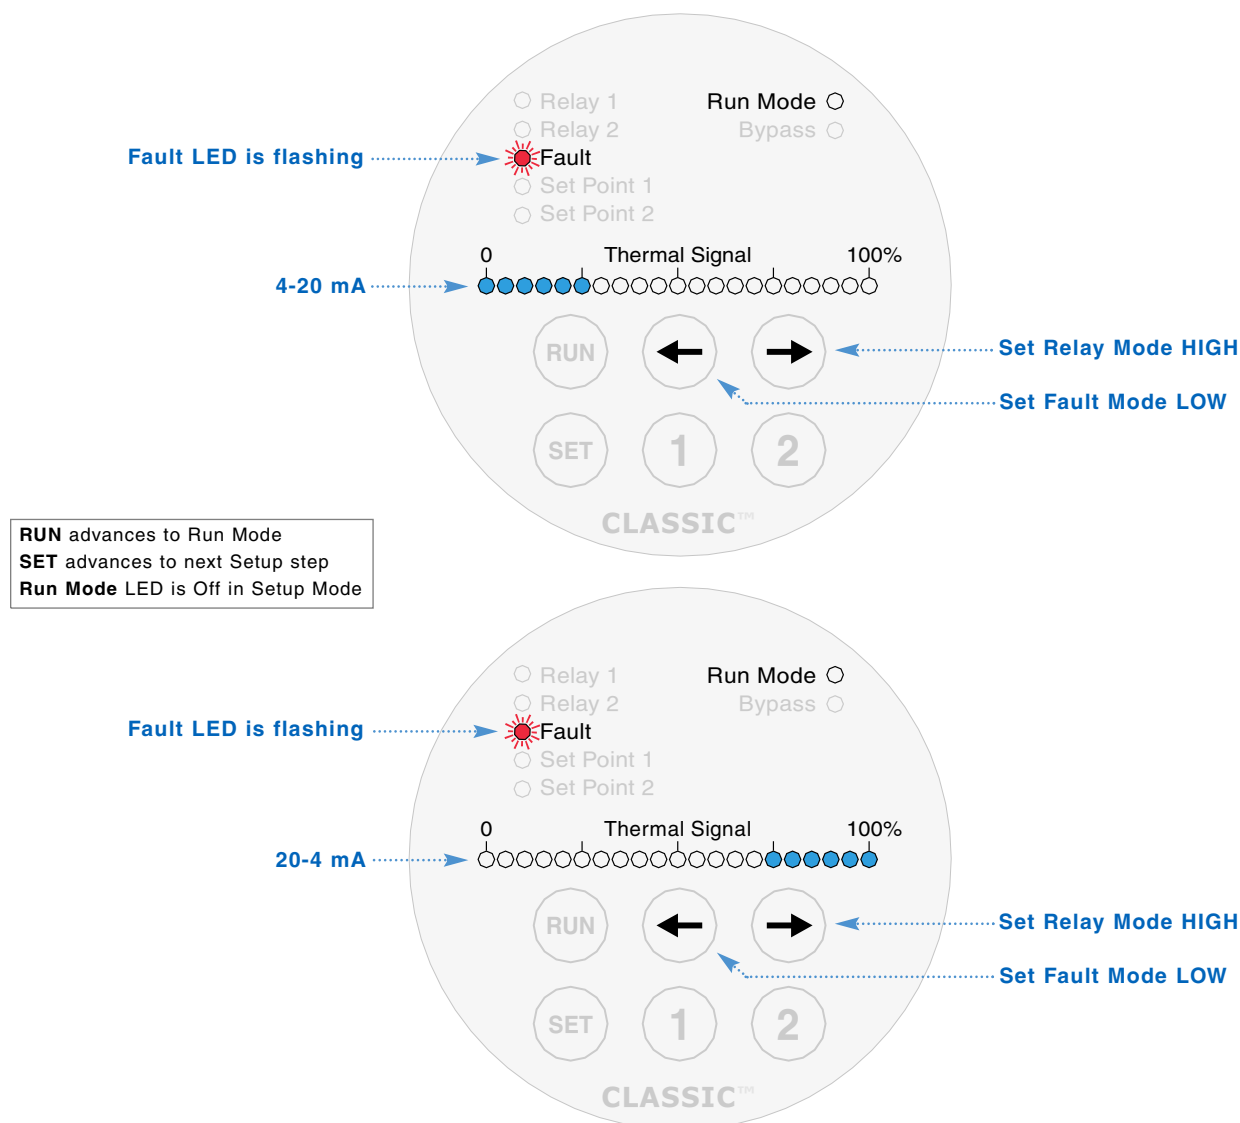 Relay 1
Run Mode
Relay 2
Bypass
Fault LED is flashing
Fault
Set Point 1
Set Point 2
0 Thermal Signal 100%
4-20 mA
RUN
Set Relay Mode HIGH
Set Fault Mode LOW
SET 1 2
CLASSIC™
RUN advances to Run Mode
SET advances to next Setup step
Run Mode LED is Off in Setup Mode
Relay 1
Run Mode
Relay 2
Bypass
Fault LED is flashing
Fault
Set Point 1
Set Point 2
0 Thermal Signal 100%
20-4 mA
RUN
Set Relay Mode HIGH
Set Fault Mode LOW
SET 1 2
CLASSIC™